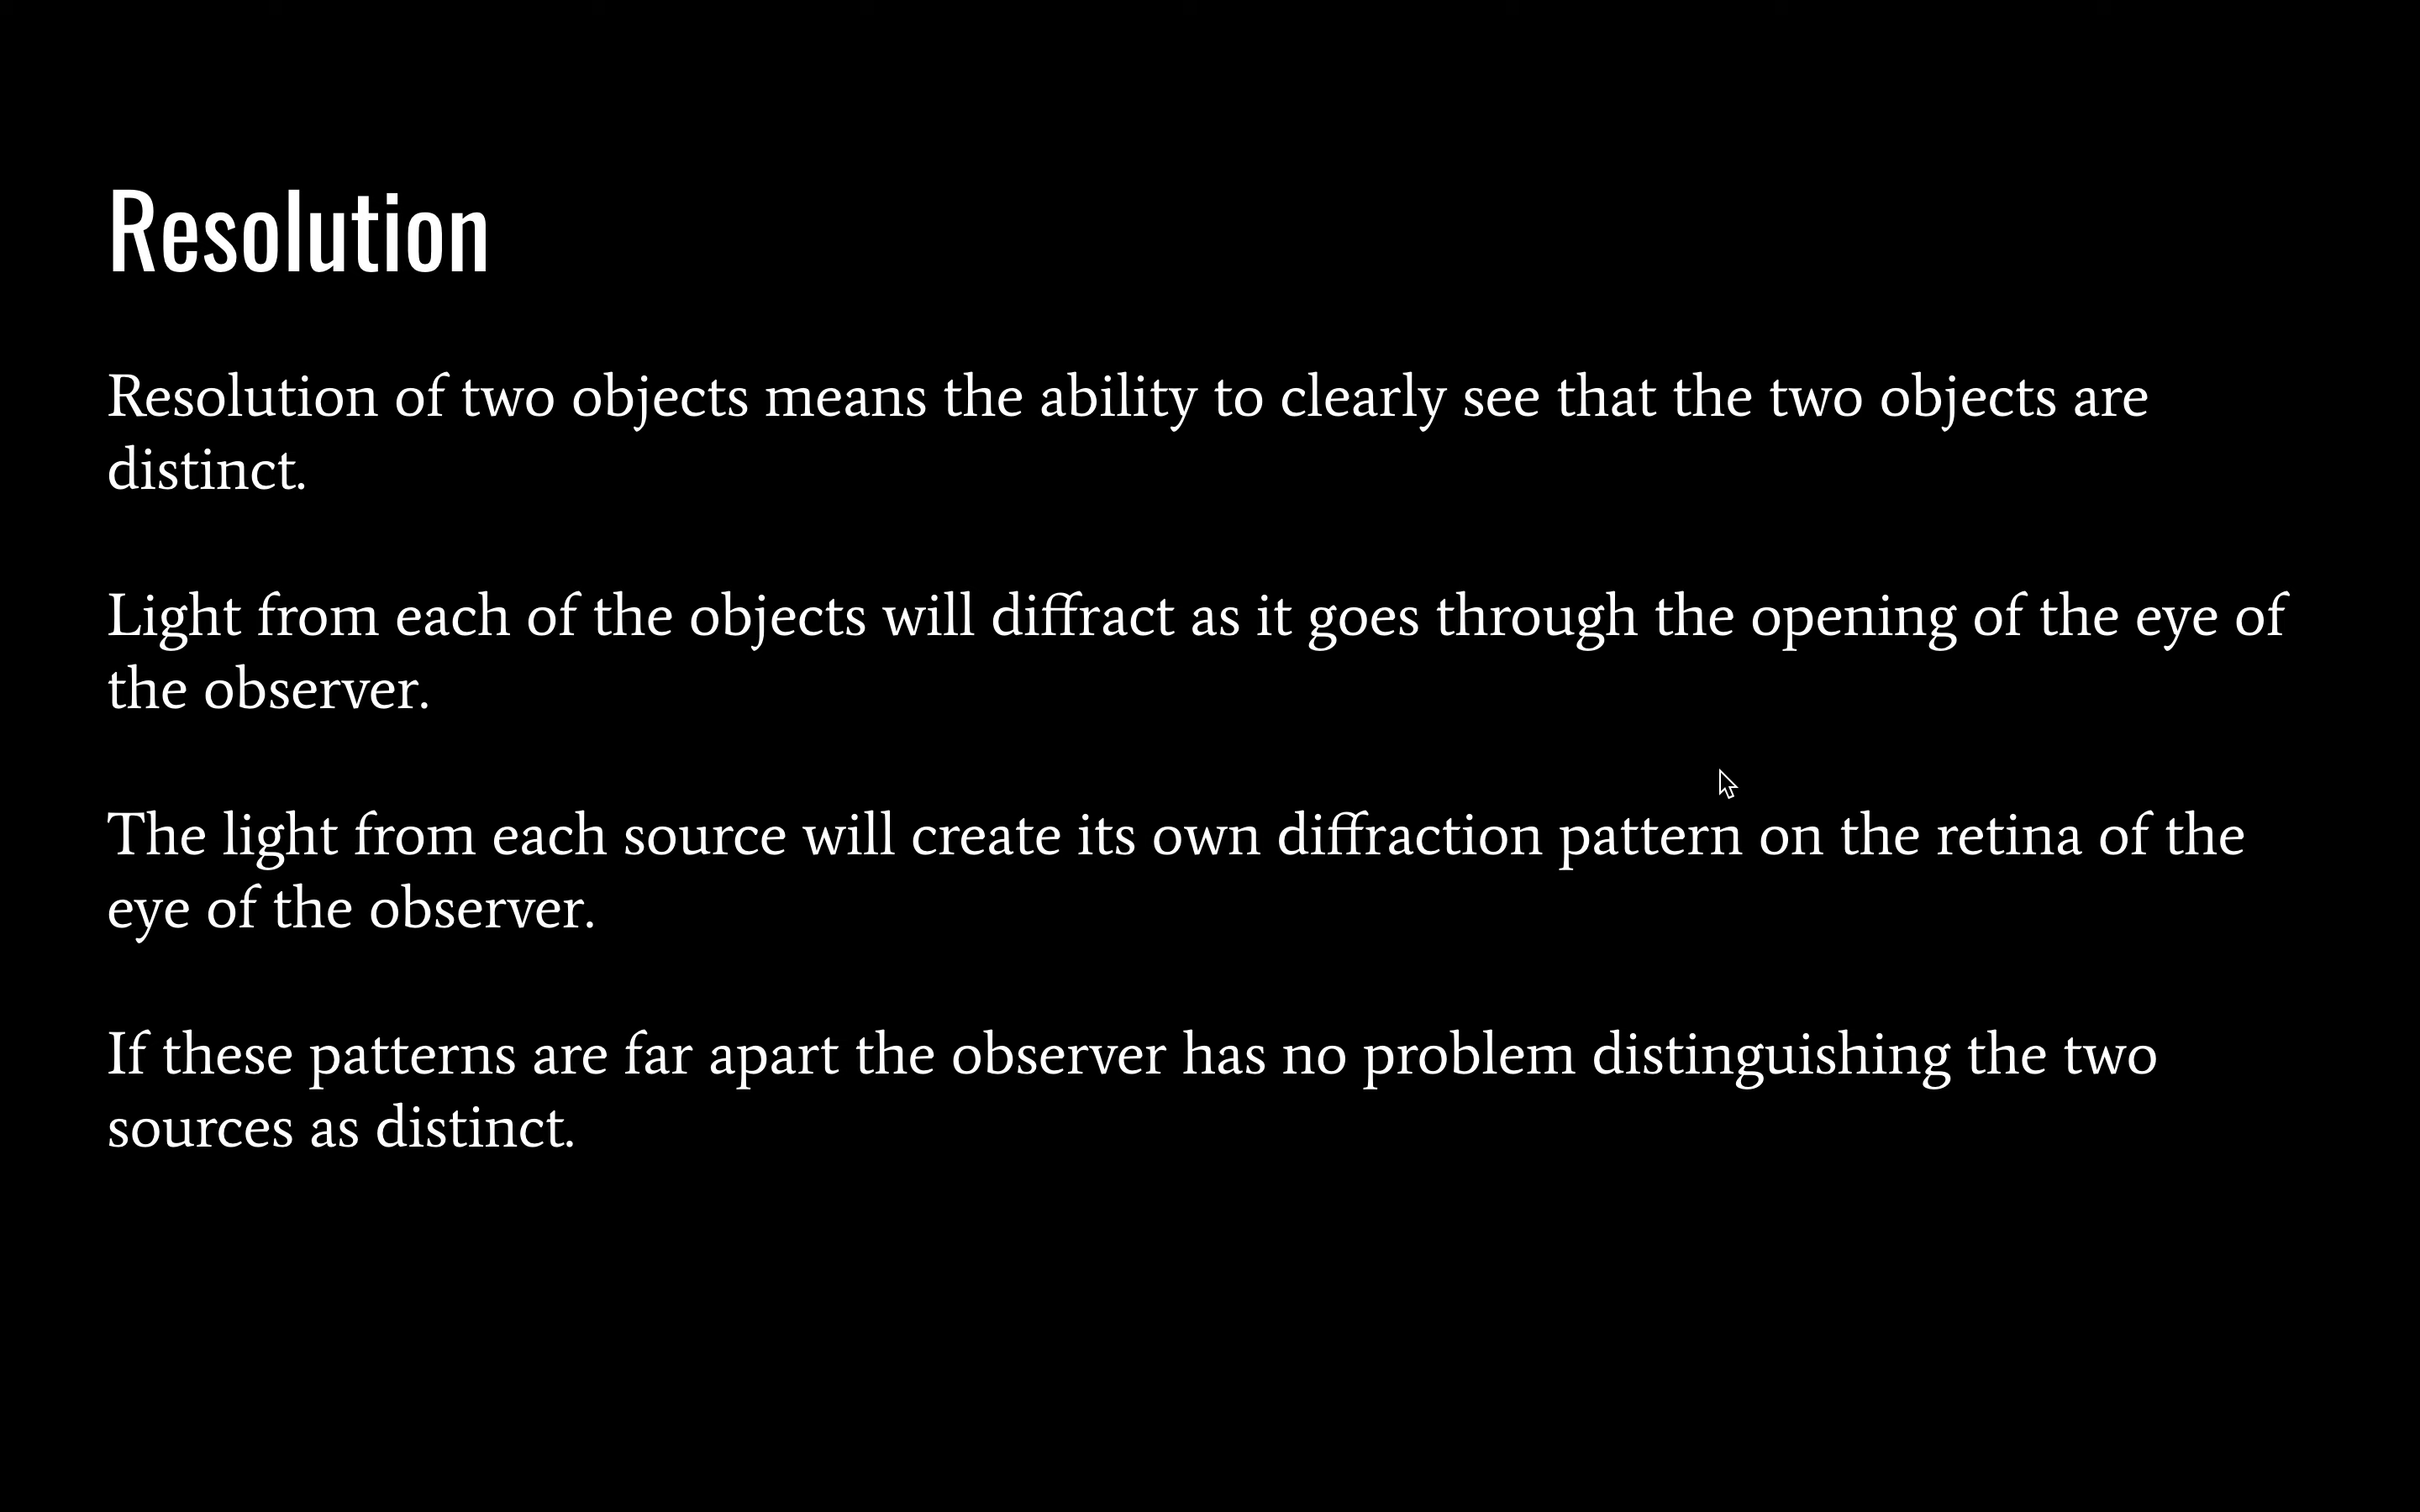 Resolution
Resolution of two objects means the ability to clearly see that the two objects are
distinct.
Light from each of the objects will diffract as it goes through the opening of the eye of
the observer.
The light from each source will create its own diffraction pattern on the retina of the
eye of the observer.
If these patterns are far apart the observer has no problem distinguishing the two
sources as distinct.